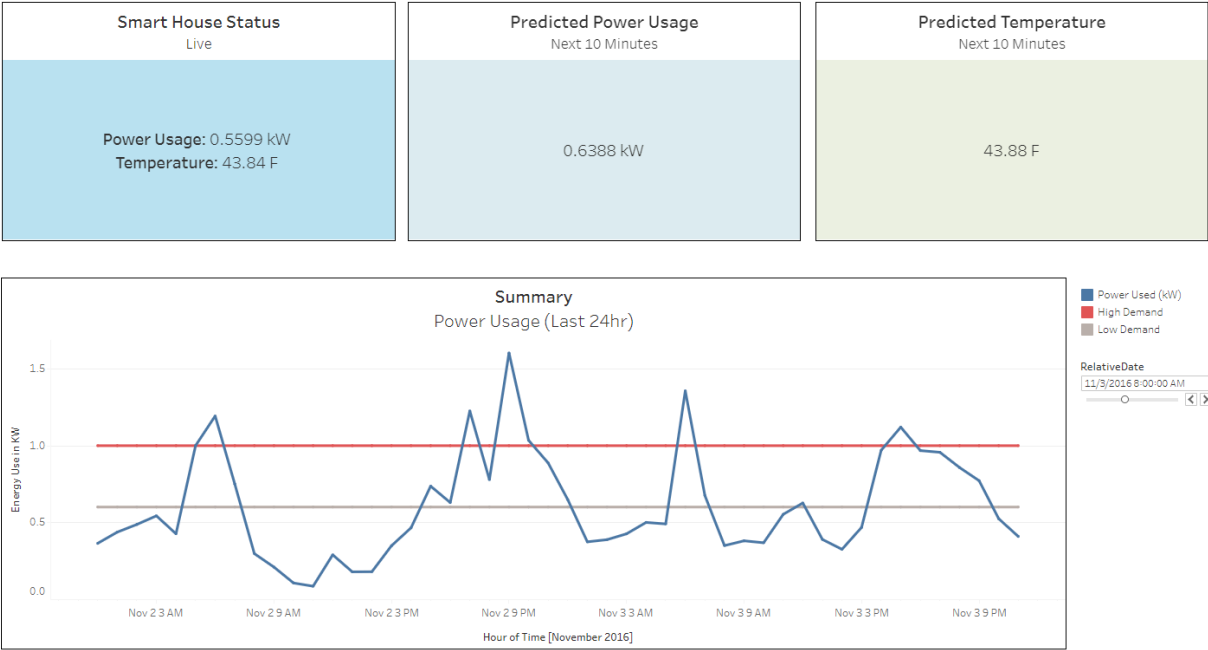 Smart House Status
Live
Power Usage: 0.5599 kW
Temperature: 43.84 F
Predicted Power Usage
Next 10 Minutes
0.6388 kW
Predicted Temperature
Next 10 Minutes
43.88 F
Summary
Power Usage (Last 24hr)
Energy Use in KW
1.5
1.0
0.5
0.0
Nov 2 3 AM
Nov 2 9 AM
Nov 2 3 PM
Nov 2 9 PM
Nov 3 3 AM
Nov 3 9 AM
Nov 3 3 PM
Nov 3 9 PM
Hour of Time [November 2016]
Power Used (kW)
High Demand
Low Demand
RelativeDate
11/3/2016 8:00:00 AM